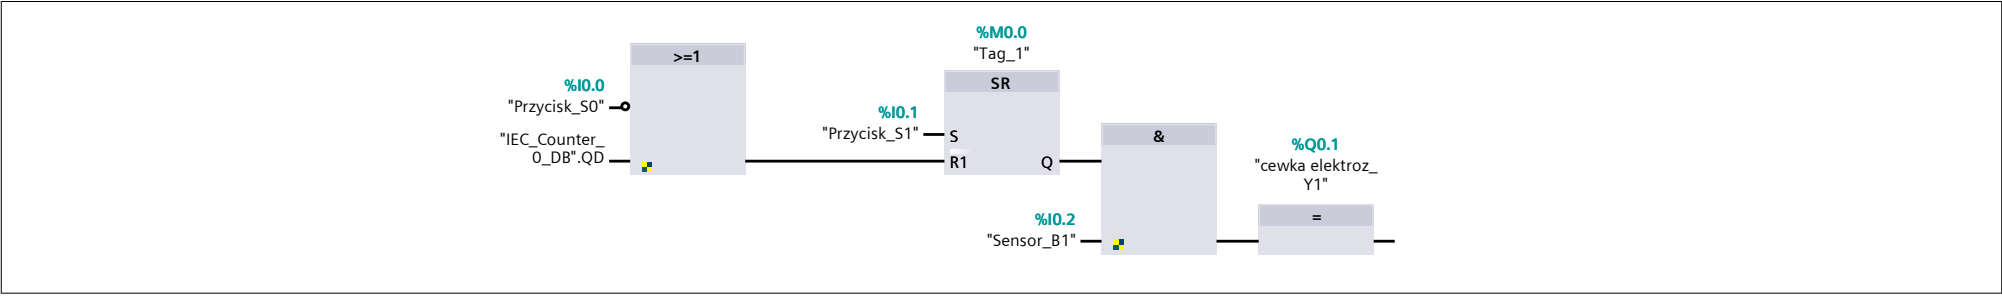 >=1
%I0.0
"Przycisk_S0"
"IEC_Counter_
0_DB".QD
%M0.0
"Tag_1"
SR
%I0.1
"Przycisk_S1"
S
R1
Q
&
%I0.2
"Sensor_B1"
%Q0.1
"cewka elektroz_
Y1"
=